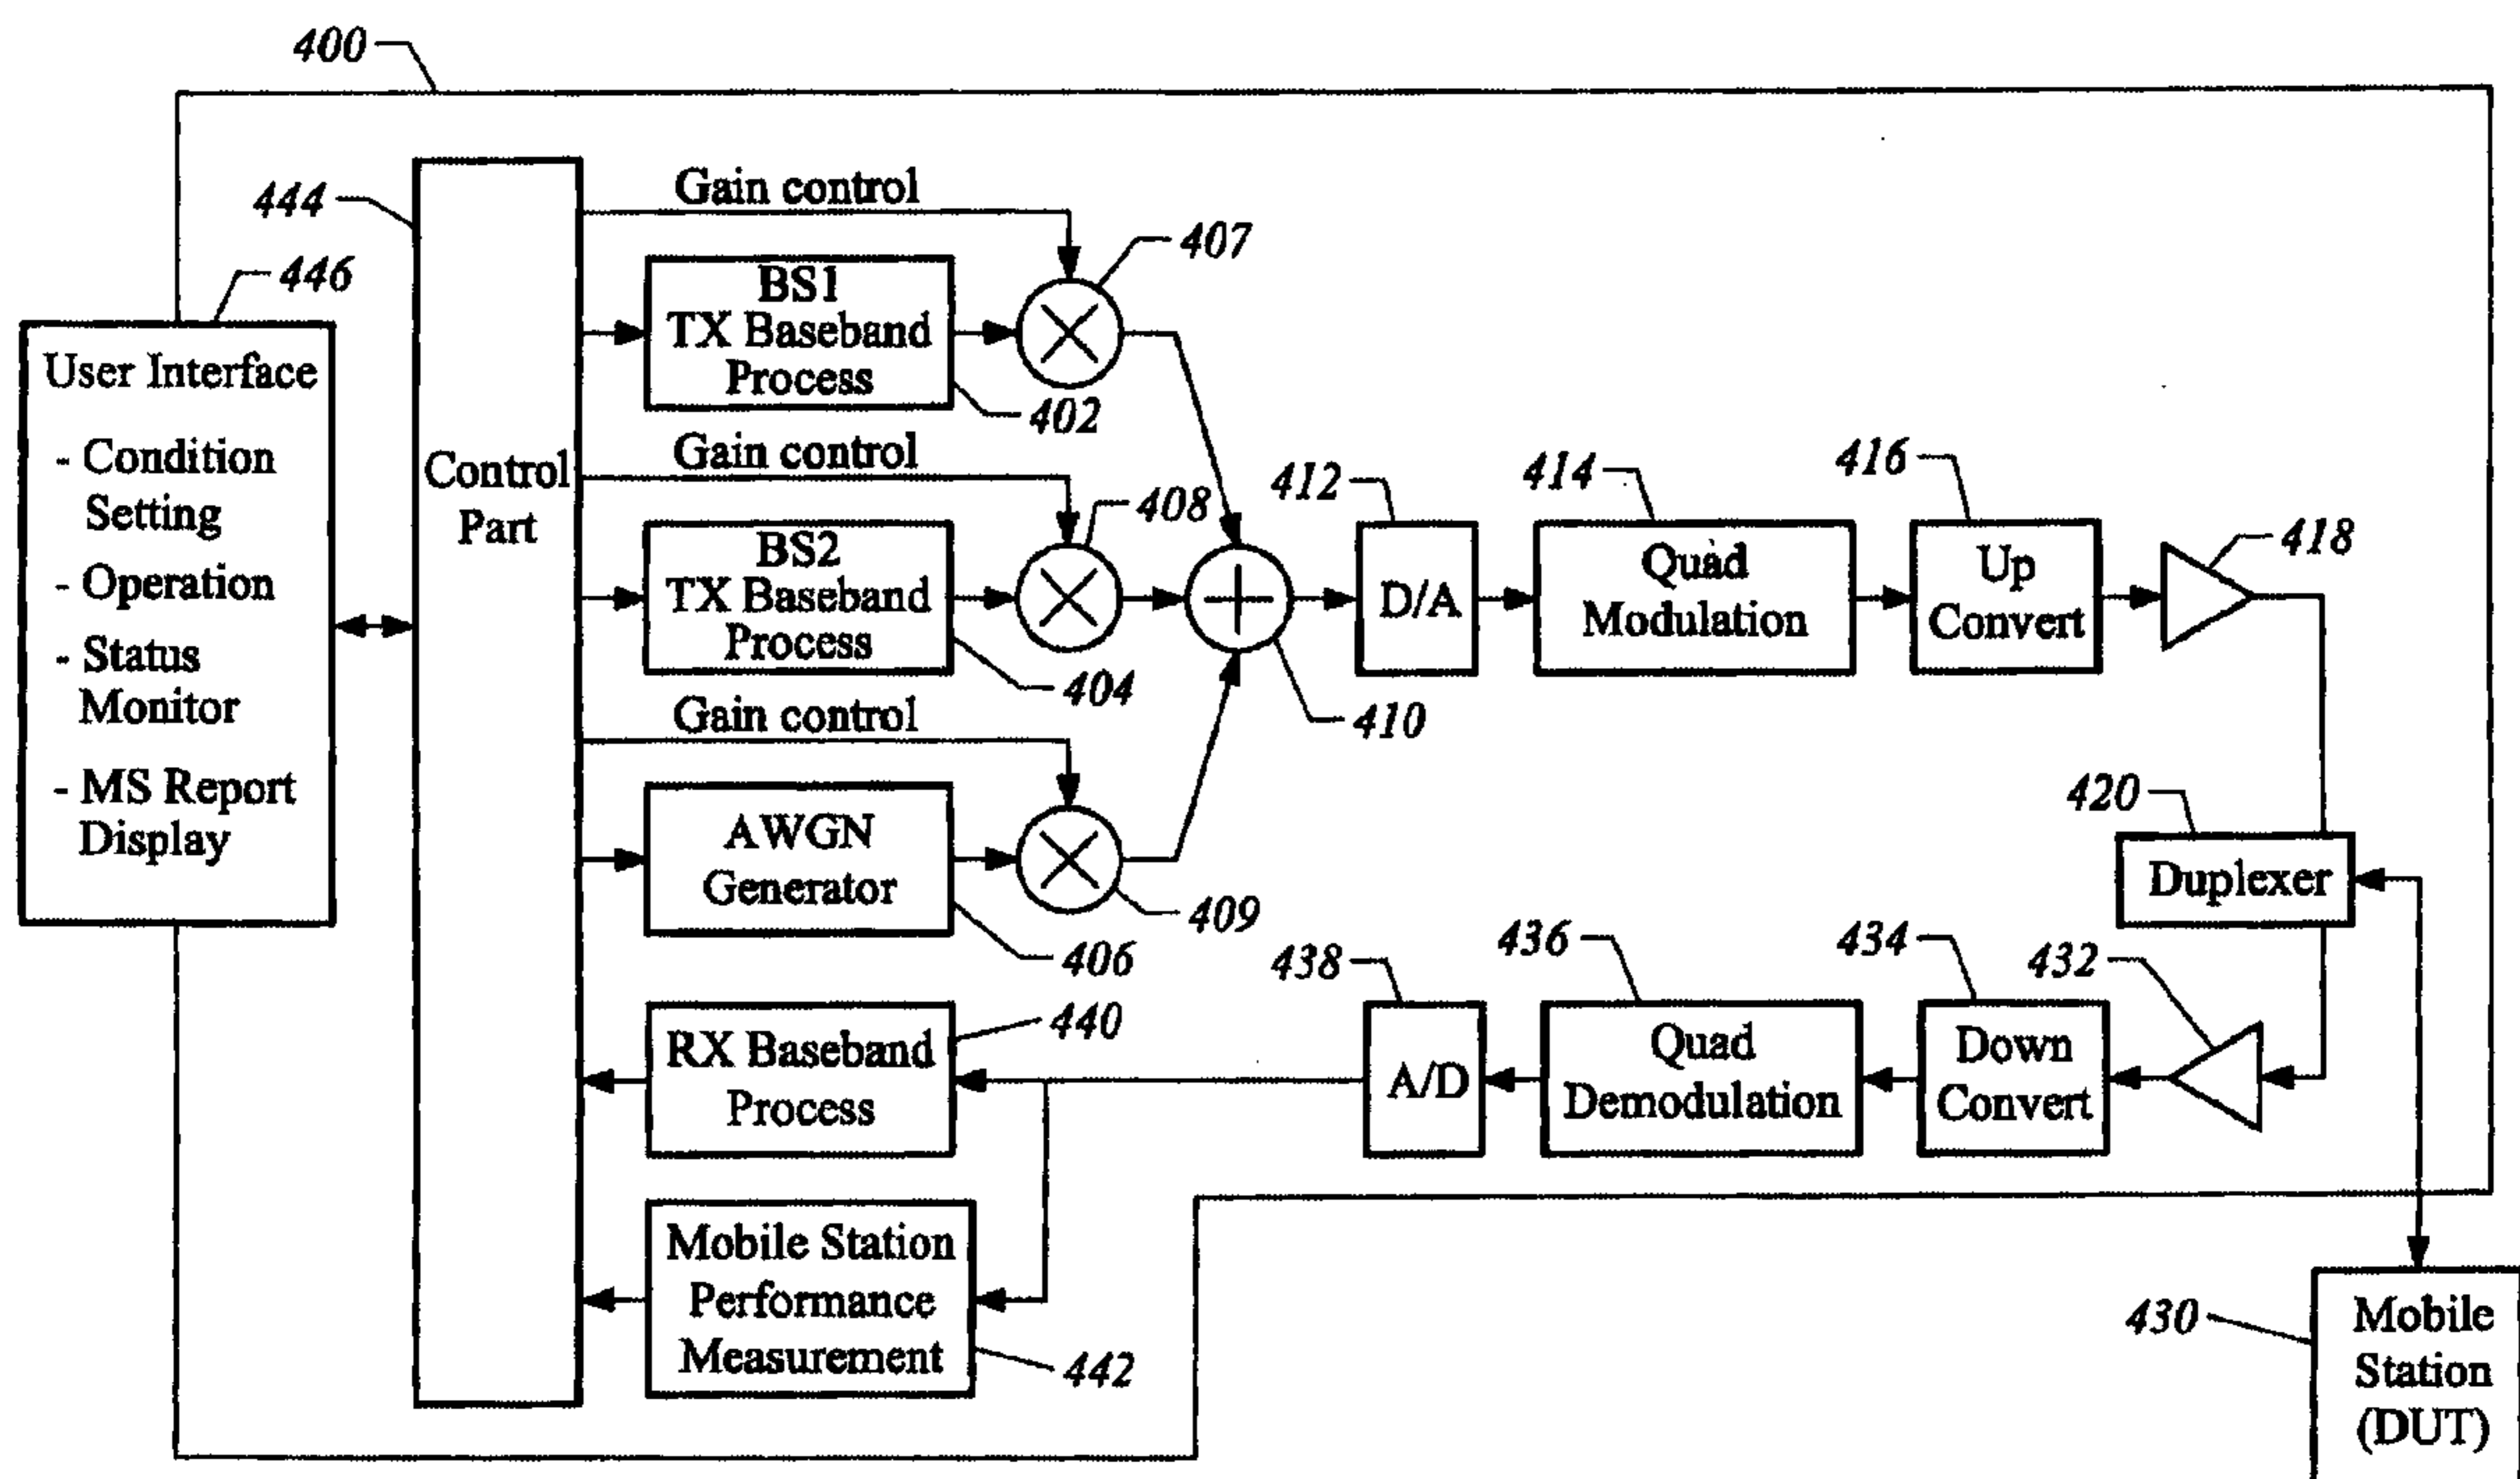 400
444
446
User Interface
- Condition
Setting
- Operation
- Status
Monitor
- MS Report
Display
Control
Part
Gain control
407
BS1
TX Baseband
Process
402
Gain control
408
BS2
TX Baseband
Process
404
410
Gain control
AWGN
Generator
409
406
412
D/A
414
Quad
Modulation
416
Up
Convert
418
420
Duplexer
432
434
Down
Convert
436
Quad
Demodulation
438
A/D
440
RX Baseband
Process
Mobile Station
Performance
Measurement
442
430
Mobile
Station
(DUT)